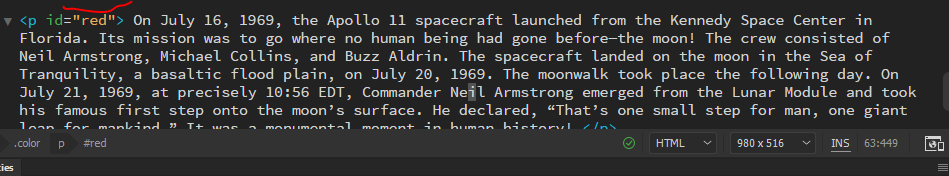 <p id="red"> On July 16, 1969, the Apollo 11 spacecraft launched from the Kennedy Space Center in
Florida. Its mission was to go where no human being had gone before—the moon! The crew consisted of
Neil Armstrong, Michael Collins, and Buzz Aldrin. The spacecraft landed on the moon in the Sea of
Tranquility, a basaltic flood plain, on July 20, 1969. The moonwalk took place the following day. On
July 21, 1969, at precisely 10:56 EDT, Commander Neil Armstrong emerged from the Lunar Module and took
his famous first step onto the moon’s surface. He declared, “That’s one small step for man, one giant
leap for mankind.” It was a monumental moment in human history! </p>
.color p #red HTML 980 x 516 INS 63:449
ties